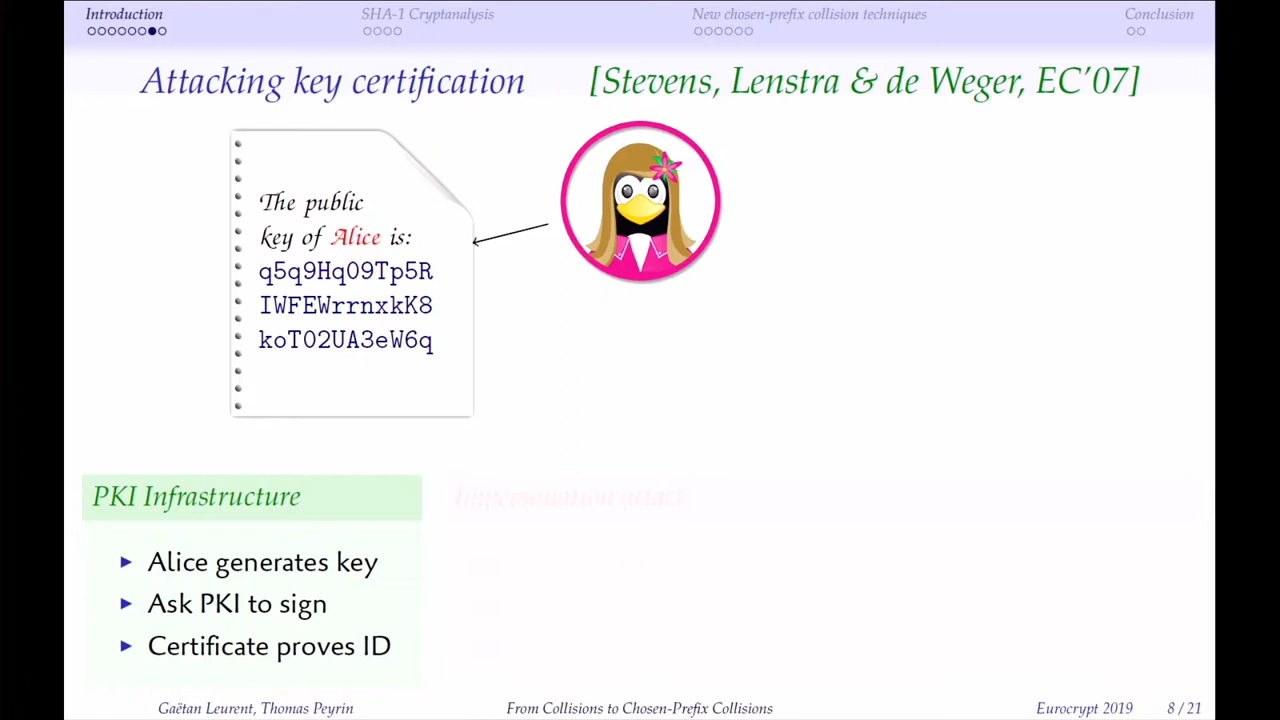 Introduction SHA-1 Cryptanalysis New chosen-prefix collision techniques Conclusion
Attacking key certification [Stevens, Lenstra & de Weger, EC'07]
The public
key of Alice is:
q5q9Hq09Tp5R
IWFEWrrnxkK8
koT02UA3eW6q
PKI Infrastructure
Impersonation attack
Alice generates key
Ask PKI to sign
Certificate proves ID
Gaëtan Leurent, Thomas Peyrin From Collisions to Chosen-Prefix Collisions Eurocrypt 2019 8 / 21